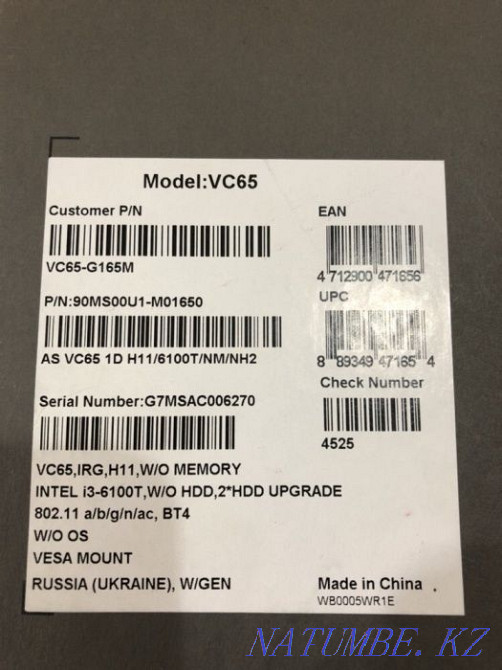 Model:VC65
Customer P/N
EAN
VC65-G165M
4 712900 471656
P/N:90MS00U1-M01650
UPC
AS VC65 1D H11/6100T/NM/NH2
8 89349 47165 4
Check Number
Serial Number:G7MSAC006270
4525
VC65,IRG,H11,W/O MEMORY
INTEL i3-6100T,W/O HDD,2*HDD UPGRADE
802.11 a/b/g/n/ac, BT4
W/O OS
VESA MOUNT
RUSSIA (UKRAINE), W/GEN
Made in China
WB0005WR1E
NATUMBE.KZ